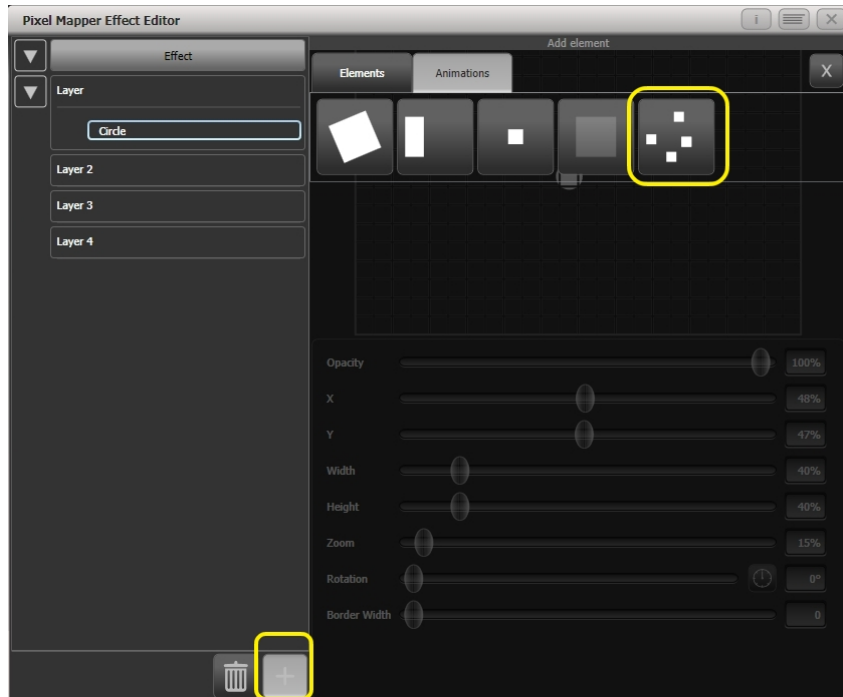 Pixel Mapper Effect Editor
i
Effect
Layer
Circle
Layer 2
Layer 3
Layer 4
Add element
Elements
Animations
X
Opacity 100%
X 48%
Y 47%
Width 40%
Height 40%
Zoom 15%
Rotation 0°
Border Width 0